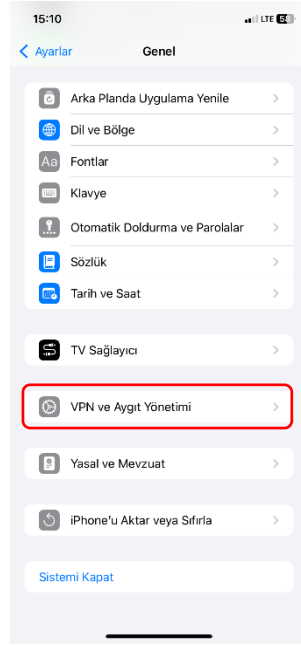 15:10
LTE
Ayarlar
Genel
Arka Planda Uygulama Yenile
Dil ve Bölge
Aa
Fontlar
Klavye
Otomatik Doldurma ve Parolalar
Sözlük
Tarih ve Saat
TV Sağlayıcı
VPN ve Aygıt Yönetimi
Yasal ve Mevzuat
iPhone'u Aktar veya Sıfırla
Sistemi Kapat